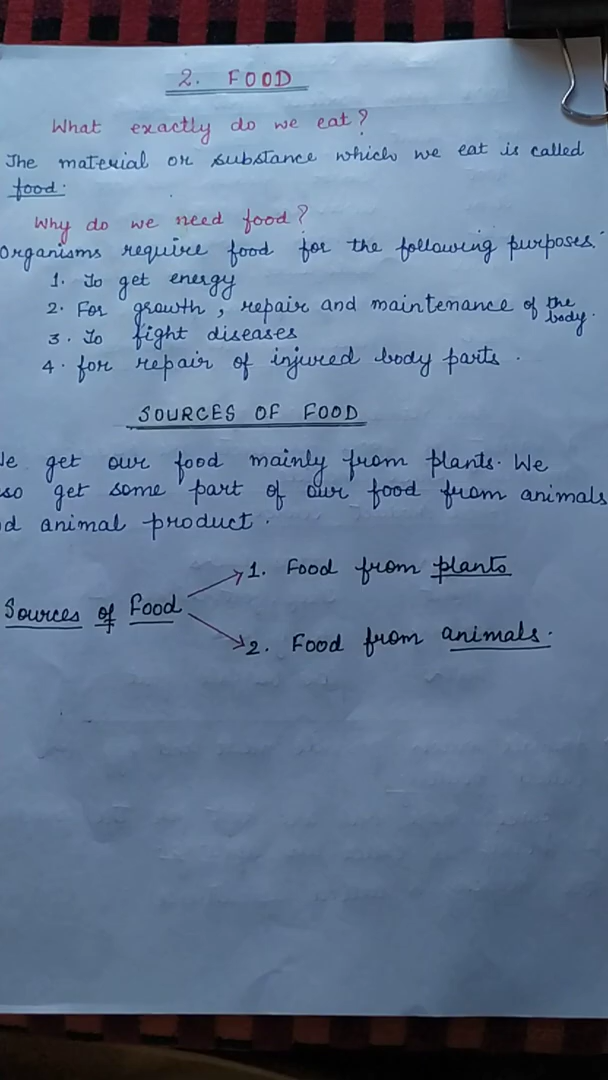 2. FOOD
What exactly do we eat?
The material or substance which we eat is called
food.
Why do we need food?
Organisms require food for the following purposes.
1. To get energy
2. For growth, repair and maintenance of the body.
3. To fight diseases
4. for repair of injured body parts.
SOURCES OF FOOD
get our food mainly from plants. We
so get some part of our food from animals
d animal product.
1. Food from plants
Sources of Food
2. Food from animals.